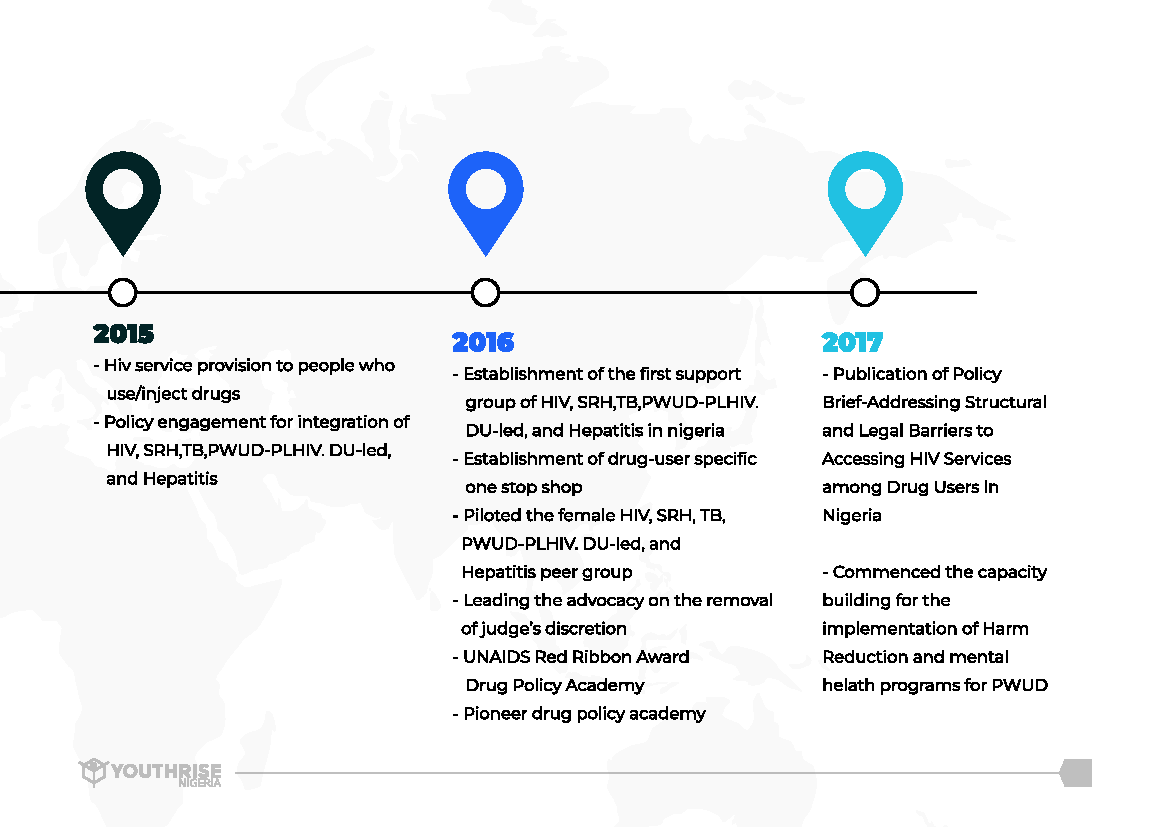 2015
- Hiv service provision to people who
use/inject drugs
- Policy engagement for integration of
HIV, SRH,TB,PWUD-PLHIV. DU-led,
and Hepatitis
2016
- Establishment of the first support
group of HIV, SRH,TB,PWUD-PLHIV.
DU-led, and Hepatitis in nigeria
- Establishment of drug-user specific
one stop shop
- Piloted the female HIV, SRH, TB,
PWUD-PLHIV. DU-led, and
Hepatitis peer group
- Leading the advocacy on the removal
of judge's discretion
- UNAIDS Red Ribbon Award
Drug Policy Academy
- Pioneer drug policy academy
2017
- Publication of Policy
Brief-Addressing Structural
and Legal Barriers to
Accessing HIV Services
among Drug Users In
Nigeria
- Commenced the capacity
building for the
implementation of Harm
Reduction and mental
helath programs for PWUD
YOUTHRISE
NIGERIA